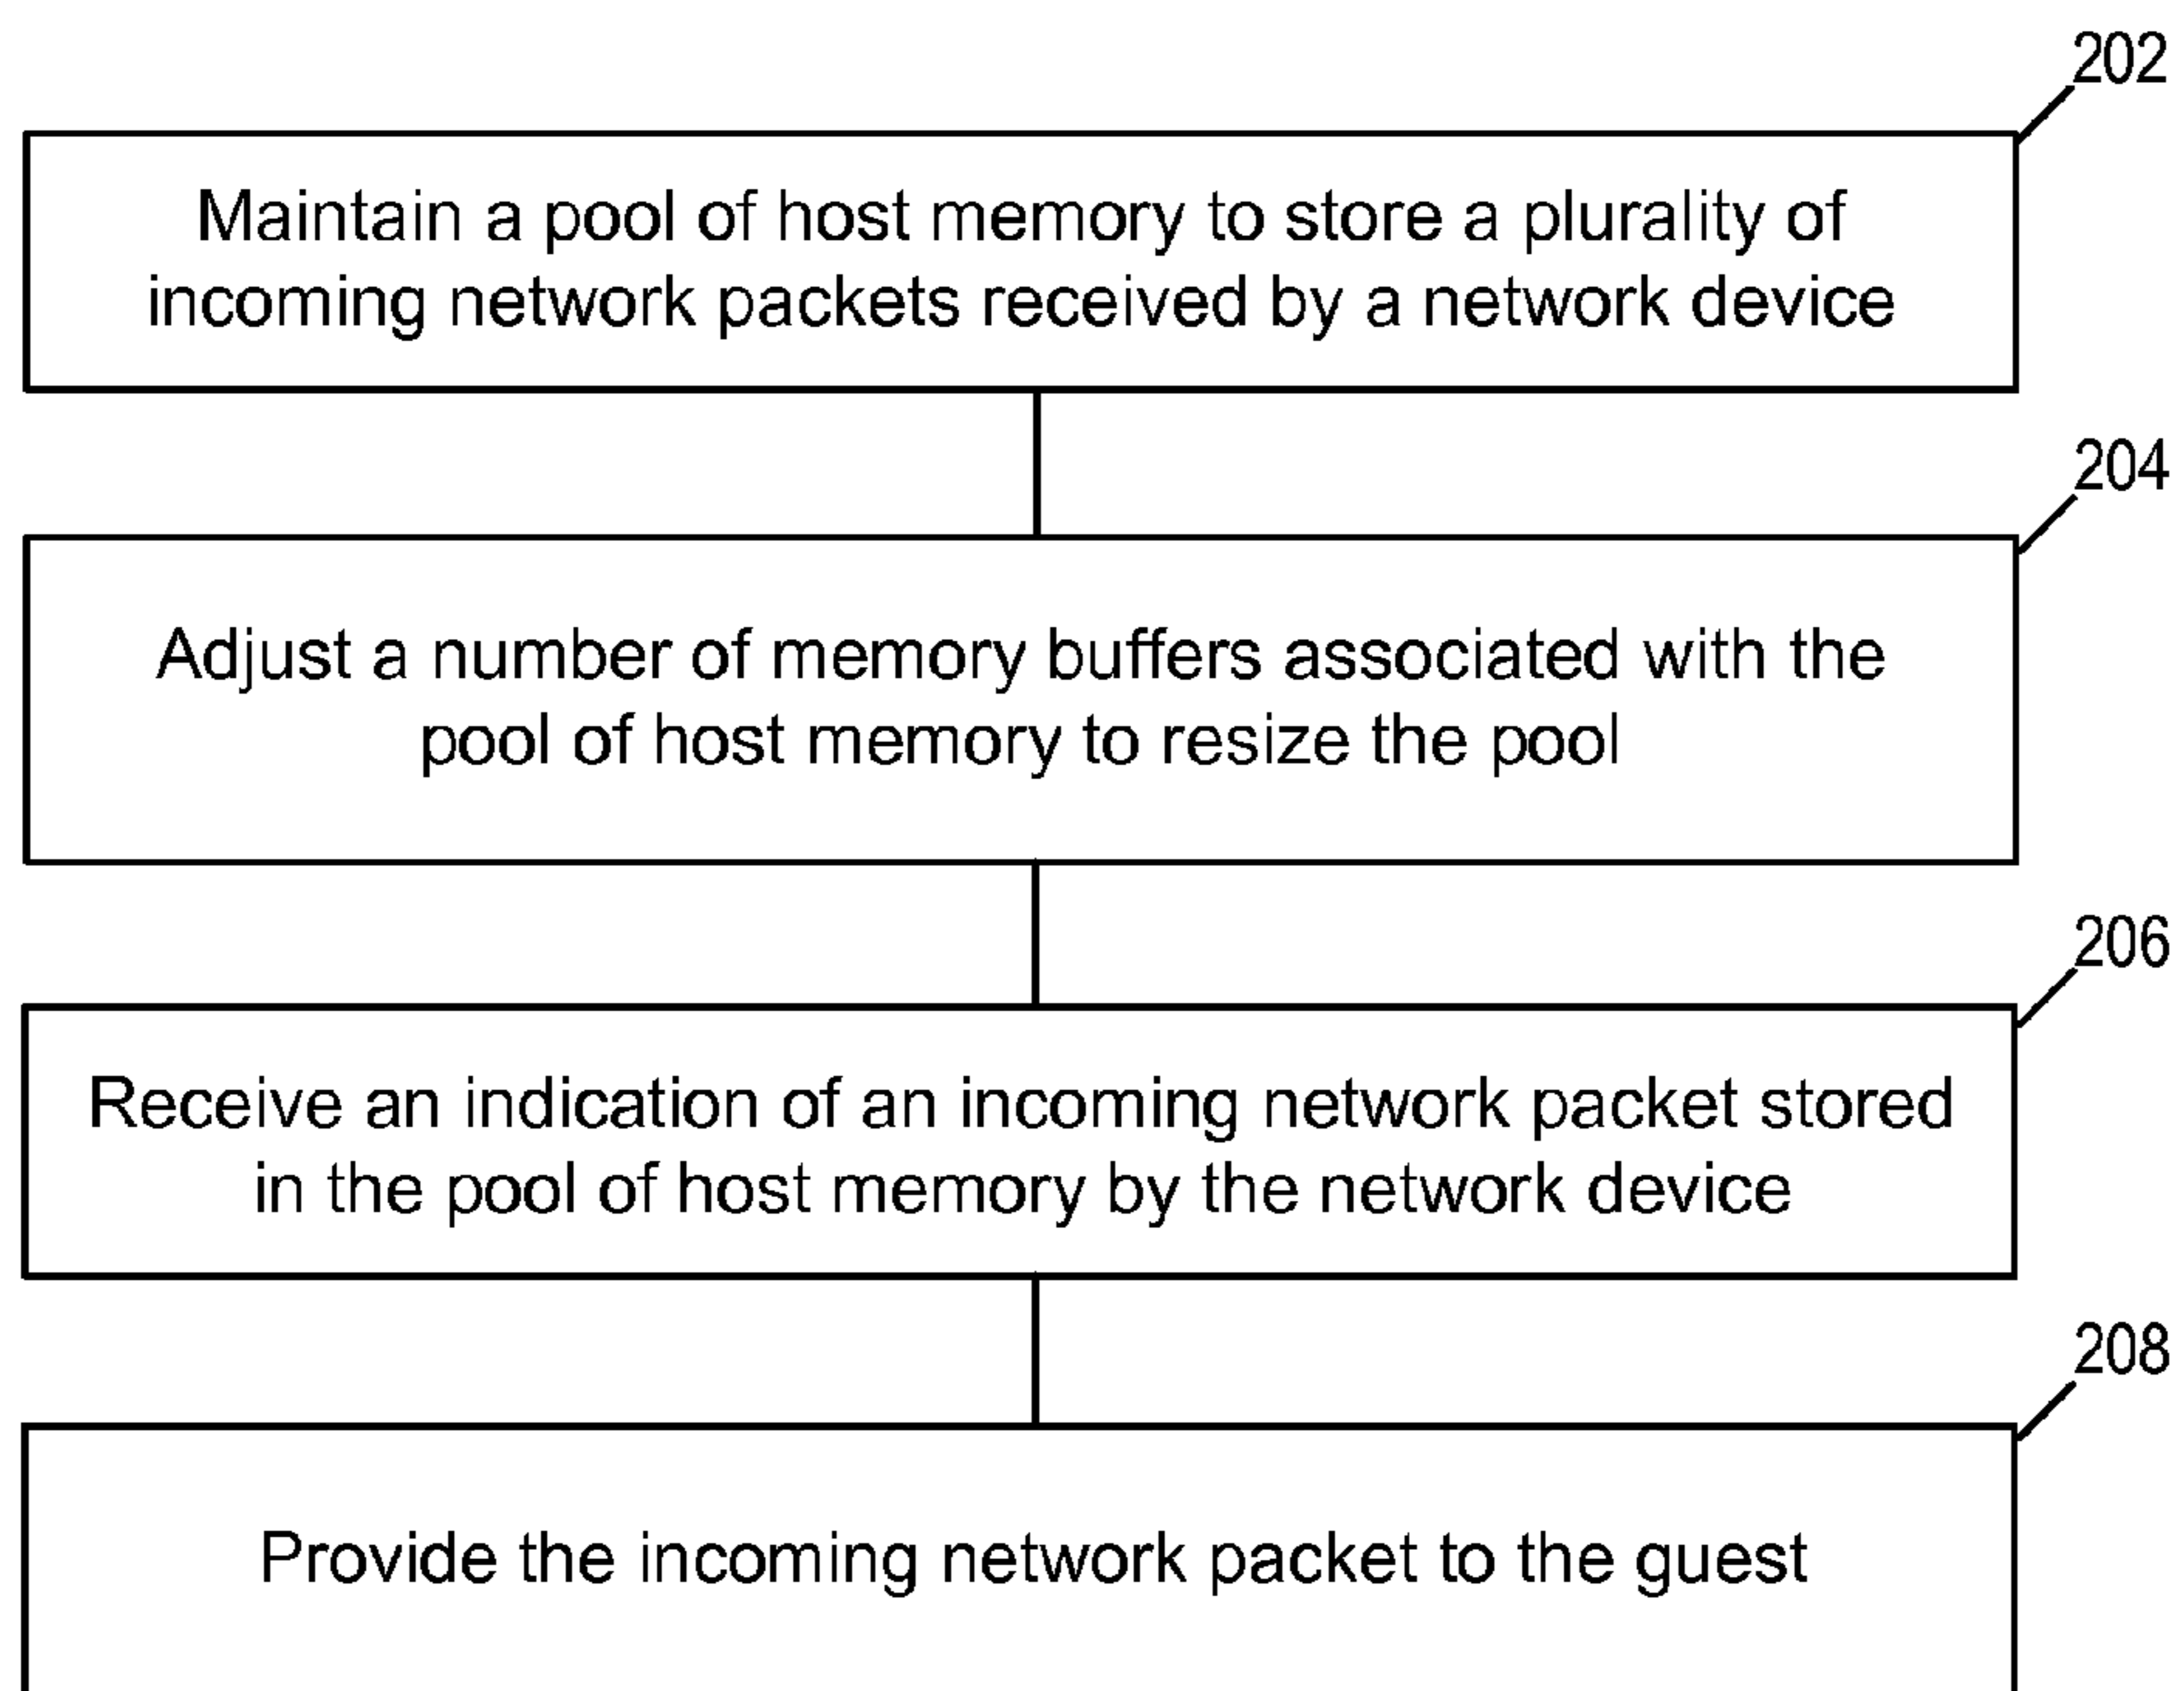 202
Maintain a pool of host memory to store a plurality of
incoming network packets received by a network device
204
Adjust a number of memory buffers associated with the
pool of host memory to resize the pool
206
Receive an indication of an incoming network packet stored
in the pool of host memory by the network device
208
Provide the incoming network packet to the guest